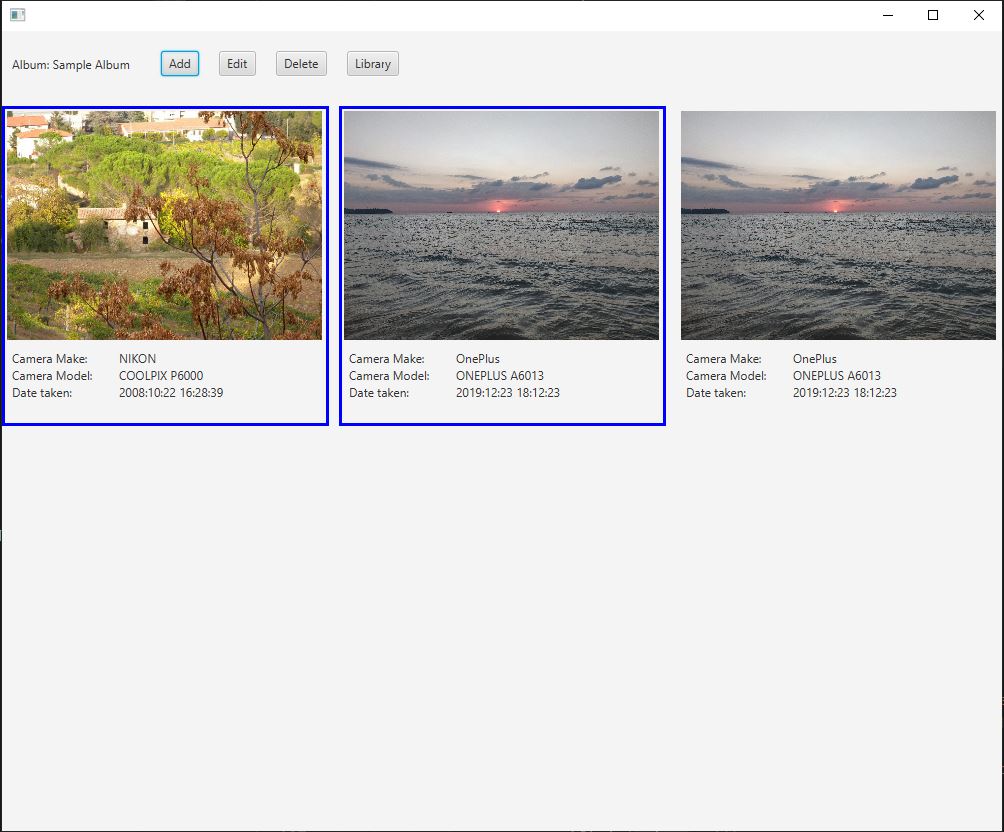 Album: Sample Album Add Edit Delete Library
Camera Make: NIKON
Camera Model: COOLPIX P6000
Date taken: 2008:10:22 16:28:39
Camera Make: OnePlus
Camera Model: ONEPLUS A6013
Date taken: 2019:12:23 18:12:23
Camera Make: OnePlus
Camera Model: ONEPLUS A6013
Date taken: 2019:12:23 18:12:23